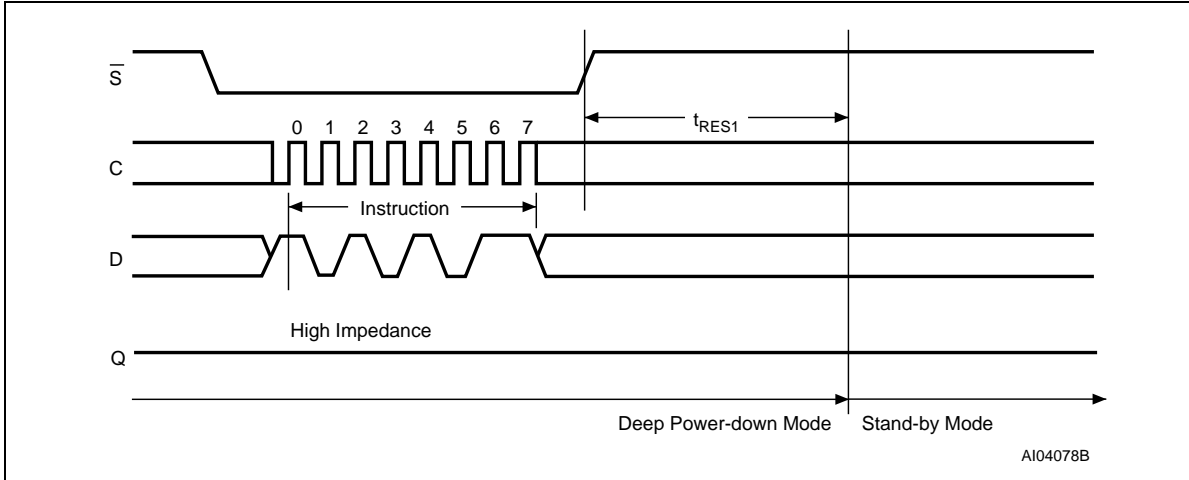 S̅
0 1 2 3 4 5 6 7
tRES1
C
Instruction
D
High Impedance
Q
Deep Power-down Mode
Stand-by Mode
AI04078B